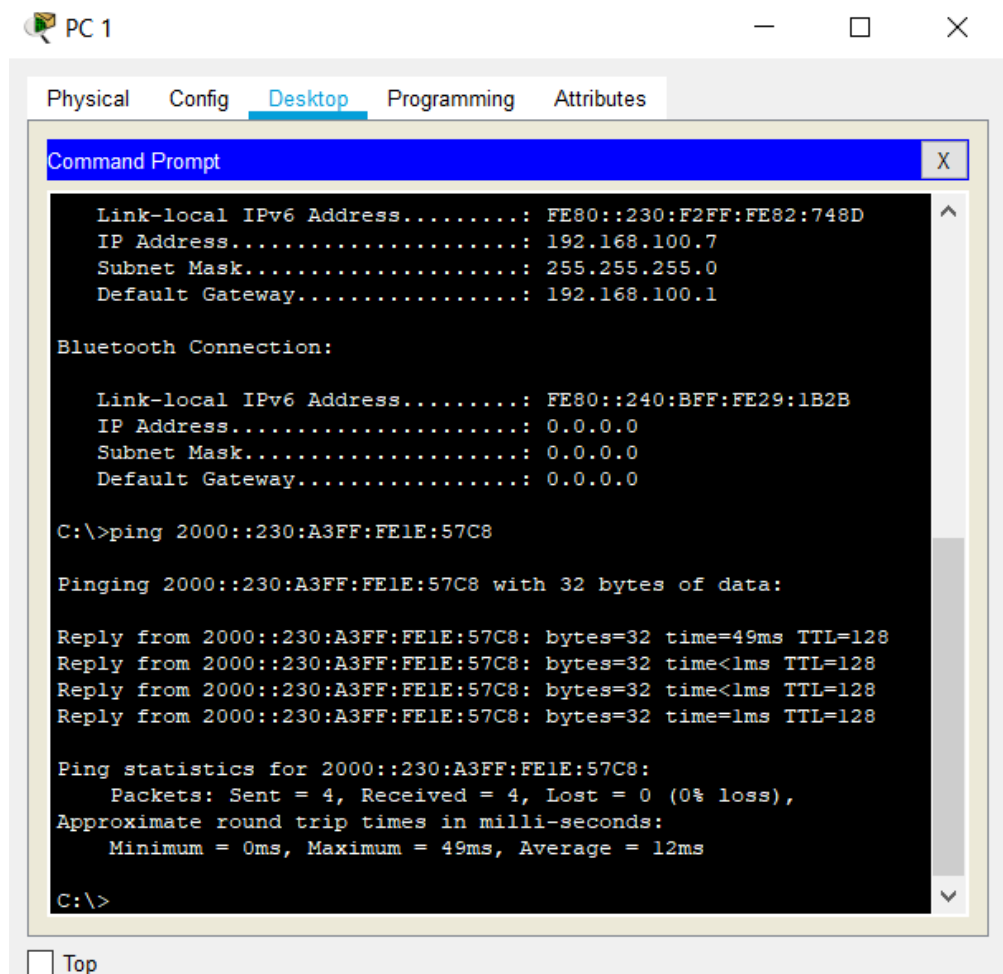 PC 1
Physical Config Desktop Programming Attributes
Command Prompt X
Link-local IPv6 Address.........: FE80::230:F2FF:FE82:748D
IP Address......................: 192.168.100.7
Subnet Mask.....................: 255.255.255.0
Default Gateway.................: 192.168.100.1
Bluetooth Connection:
Link-local IPv6 Address.........: FE80::240:BFF:FE29:1B2B
IP Address......................: 0.0.0.0
Subnet Mask.....................: 0.0.0.0
Default Gateway.................: 0.0.0.0
C:\>ping 2000::230:A3FF:FE1E:57C8
Pinging 2000::230:A3FF:FE1E:57C8 with 32 bytes of data:
Reply from 2000::230:A3FF:FE1E:57C8: bytes=32 time=49ms TTL=128
Reply from 2000::230:A3FF:FE1E:57C8: bytes=32 time<1ms TTL=128
Reply from 2000::230:A3FF:FE1E:57C8: bytes=32 time<1ms TTL=128
Reply from 2000::230:A3FF:FE1E:57C8: bytes=32 time=1ms TTL=128
Ping statistics for 2000::230:A3FF:FE1E:57C8:
Packets: Sent = 4, Received = 4, Lost = 0 (0% loss),
Approximate round trip times in milli-seconds:
Minimum = 0ms, Maximum = 49ms, Average = 12ms
C:\>
Top